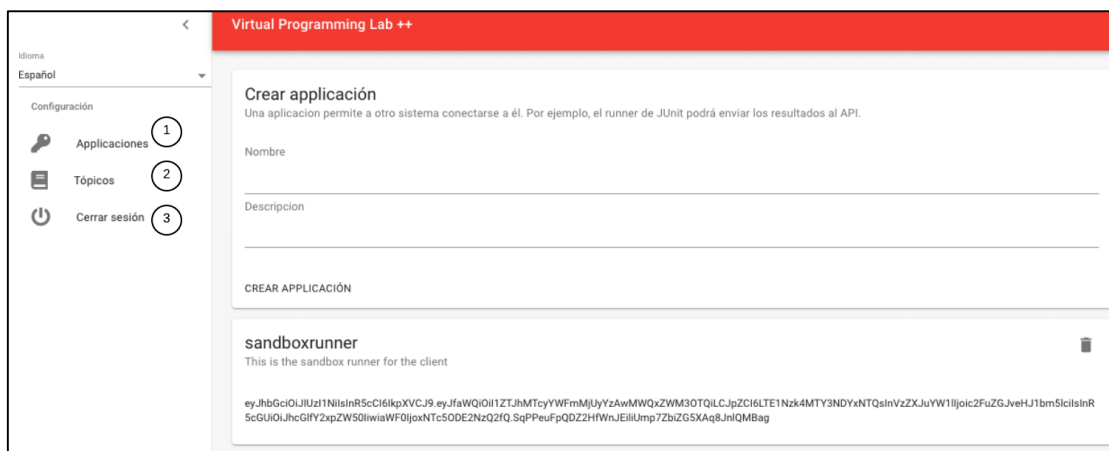 Virtual Programming Lab ++
Idioma
Español
Configuración
Applicaciones 1
Tópicos 2
Cerrar sesión 3
Crear applicación
Una aplicacion permite a otro sistema conectarse a él. Por ejemplo, el runner de JUnit podrá enviar los resultados al API.
Nombre
Descripcion
CREAR APPLICACIÓN
sandboxrunner
This is the sandbox runner for the client